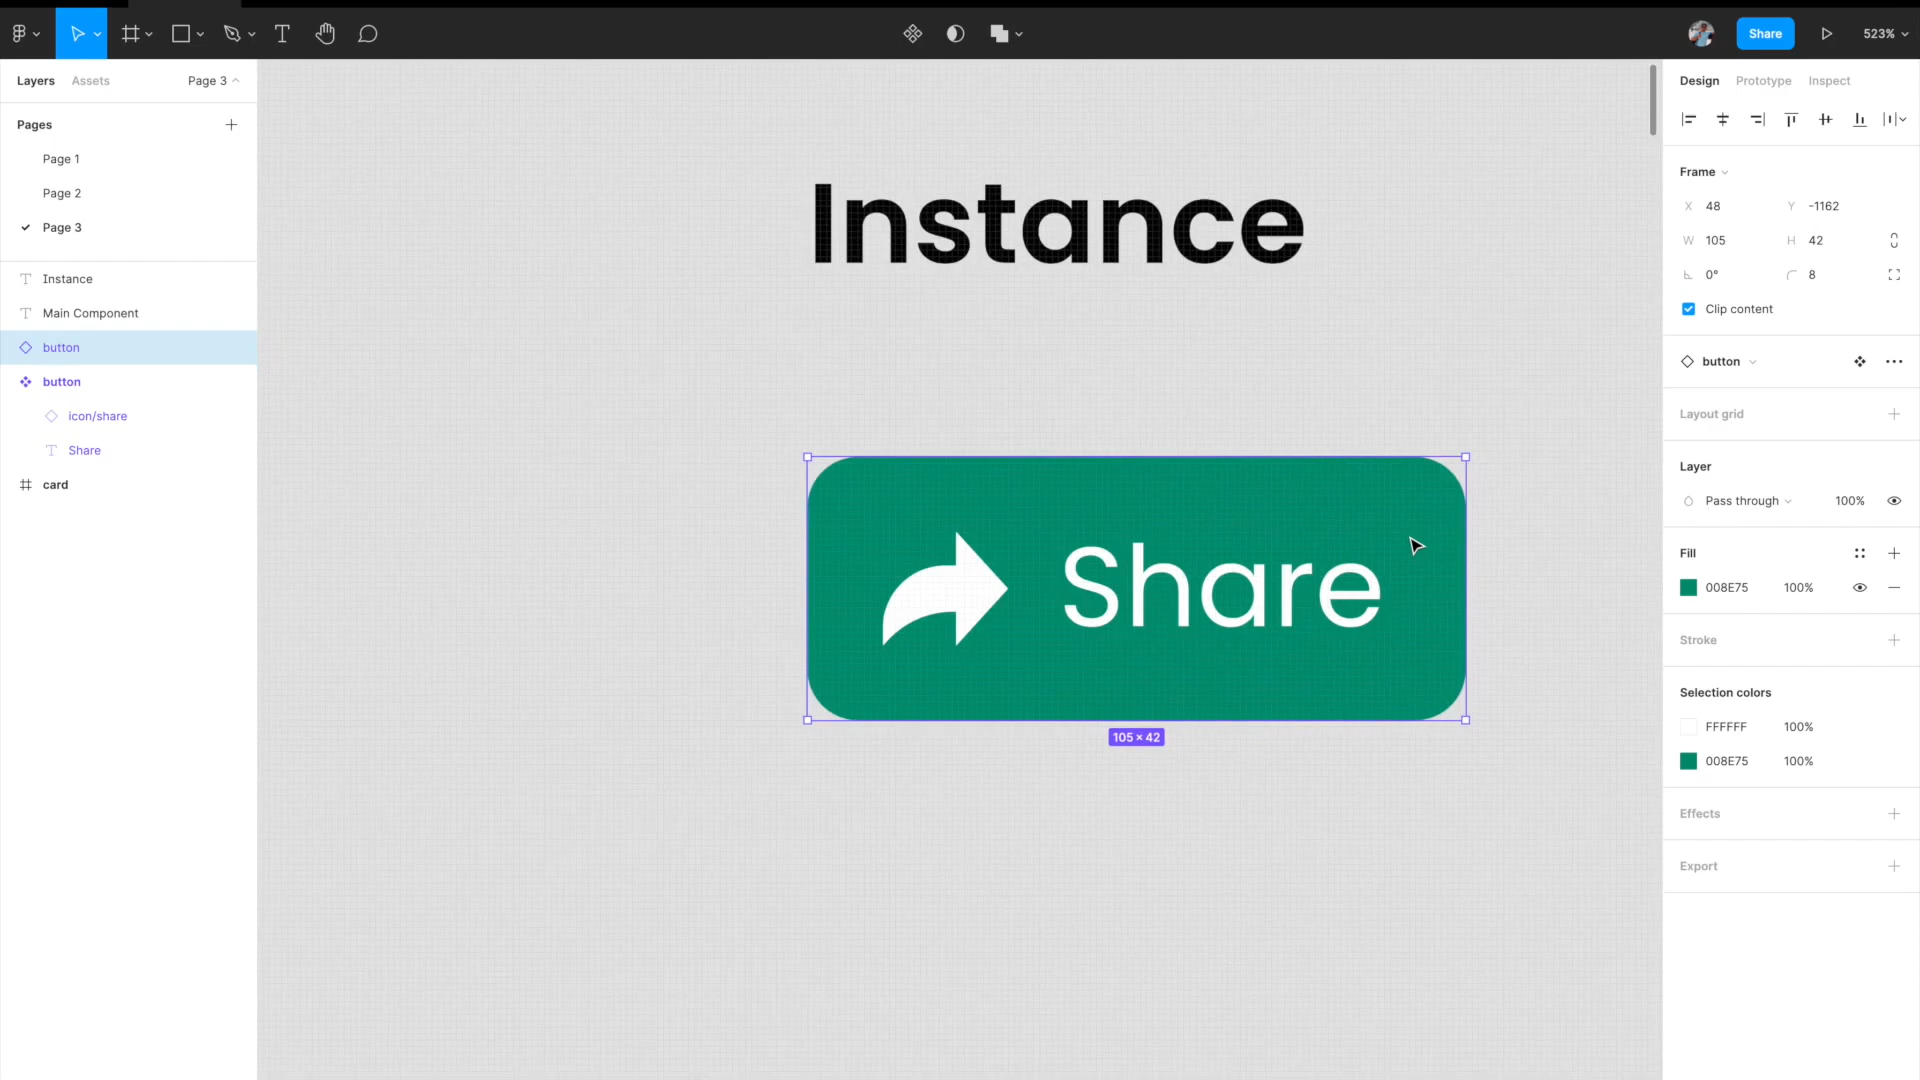 Share
523%
Layers Assets Page 3
Pages
Page 1
Page 2
Page 3
Instance
Main Component
button
button
icon/share
Share
card
Instance
Share
105 × 42
Design Prototype Inspect
Frame
X 48 Y -1162
W 105 H 42
0° 8
Clip content
button
Layout grid
Layer
Pass through 100%
Fill
008E75 100%
Stroke
Selection colors
FFFFFF 100%
008E75 100%
Effects
Export